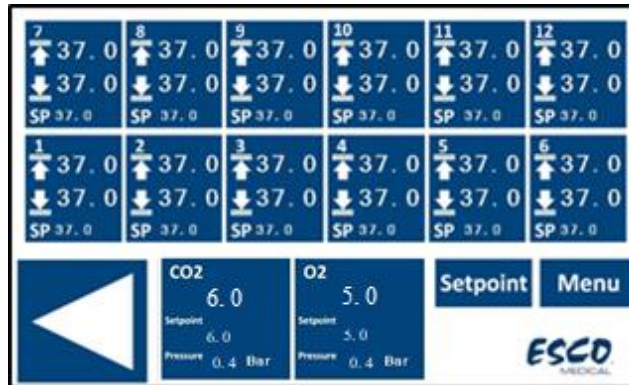 7 8 9 10 11 12
37.0 37.0 37.0 37.0 37.0 37.0
37.0 37.0 37.0 37.0 37.0 37.0
SP 37.0 SP 37.0 SP 37.0 SP 37.0 SP 37.0 SP 37.0
1 2 3 4 5 6
37.0 37.0 37.0 37.0 37.0 37.0
37.0 37.0 37.0 37.0 37.0 37.0
SP 37.0 SP 37.0 SP 37.0 SP 37.0 SP 37.0 SP 37.0
CO2
6.0
Setpoint
6.0
Pressure 0.4 Bar
O2
5.0
Setpoint
5.0
Pressure 0.4 Bar
Setpoint
Menu
ESCO
MEDICAL